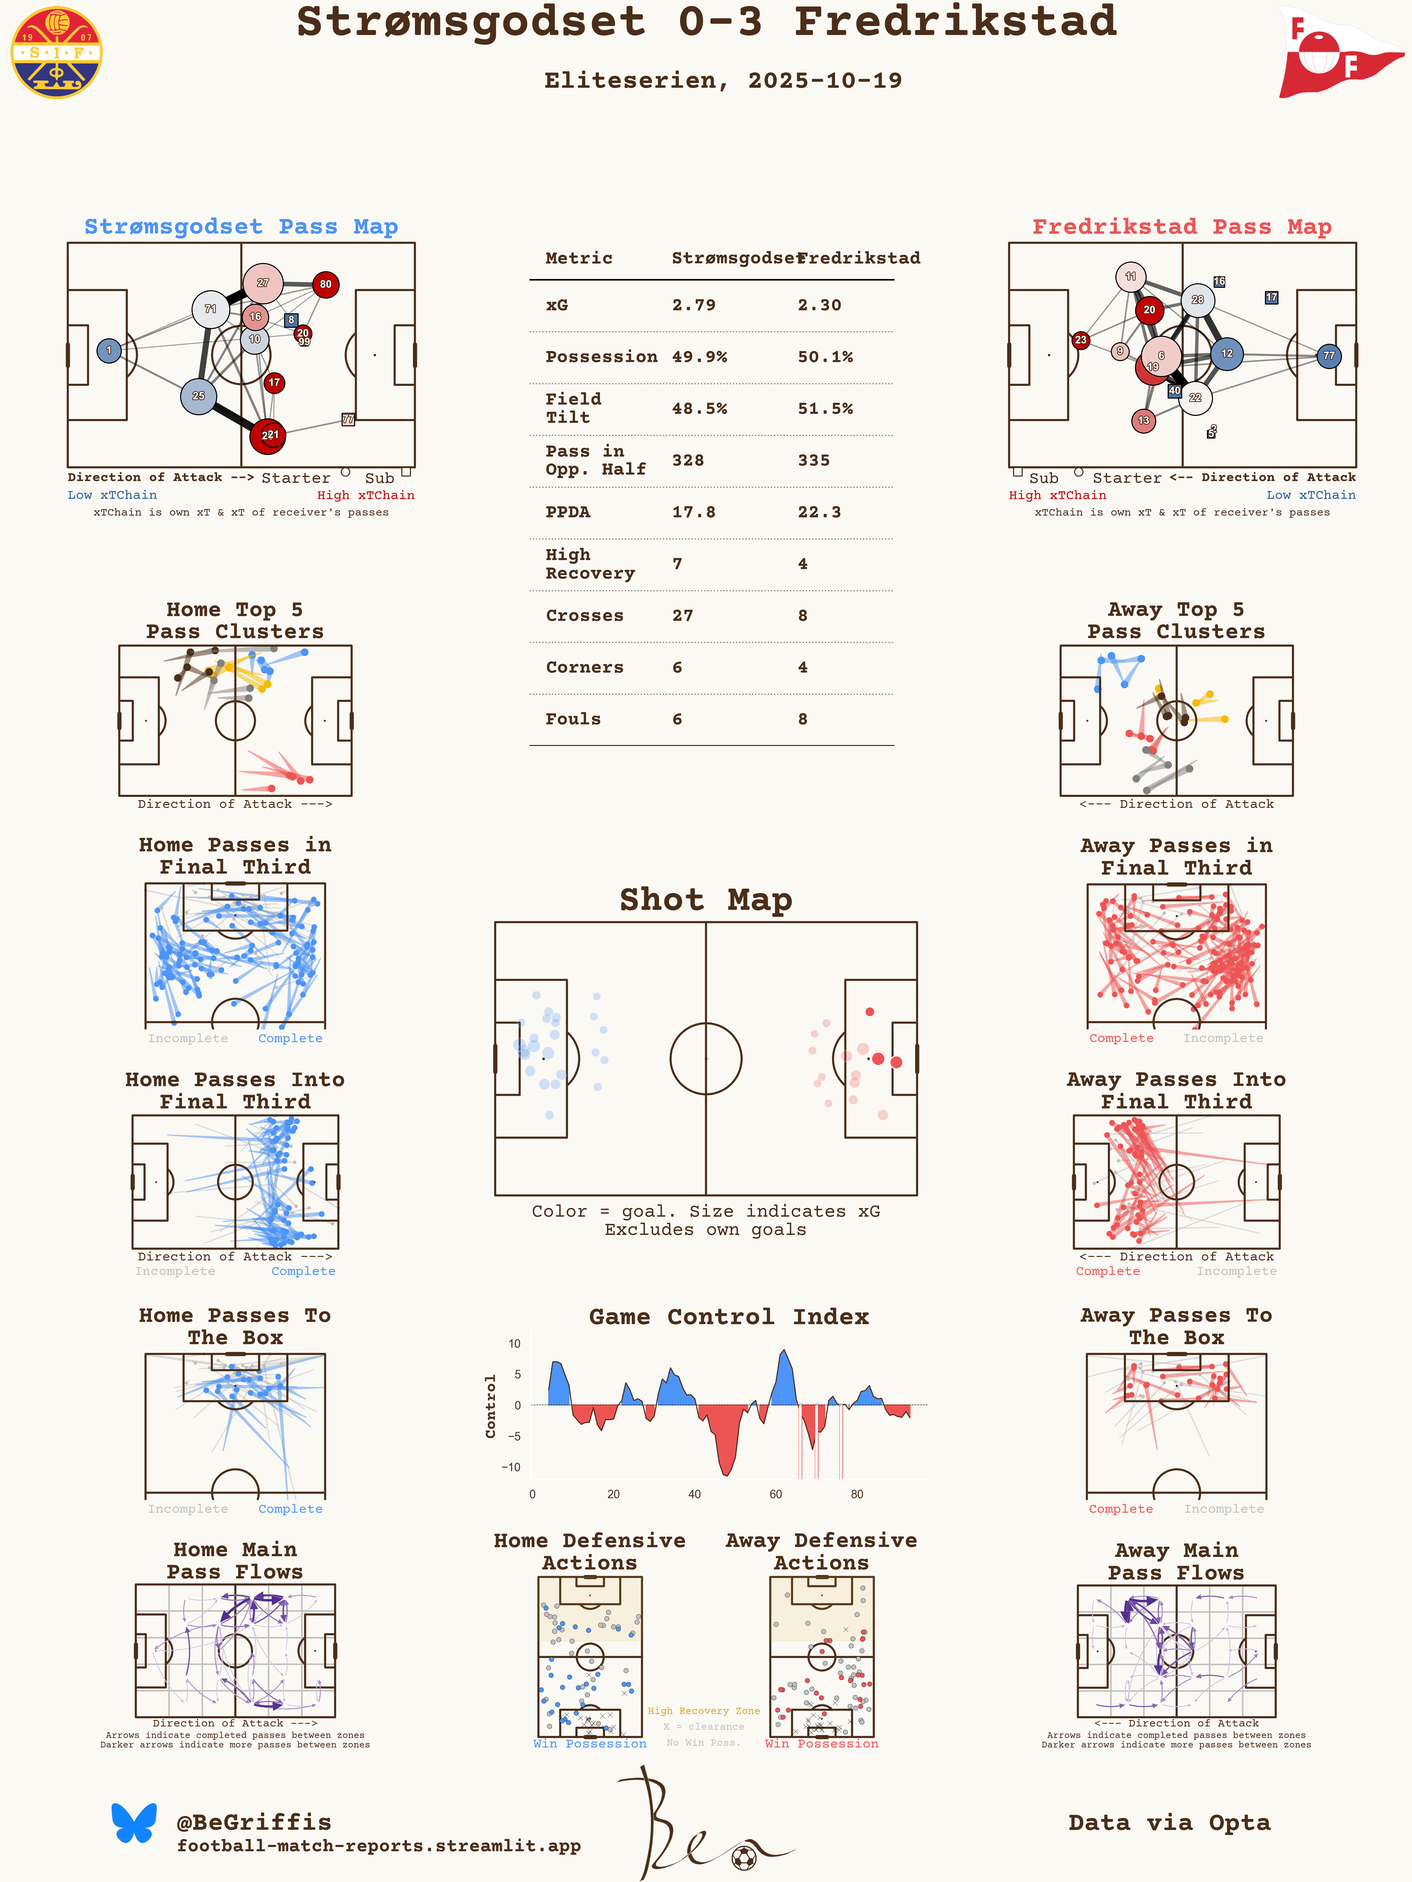 Strømsgodset 0-3 Fredrikstad
Eliteserien, 2025-10-19
19 07
S.I.F
F
F
Strømsgodset Pass Map
27
80
71
16
8
20
99
10
1
17
25
77
21
Direction of Attack --> Starter Sub
Low xTChain High xTChain
xTChain is own xT & xT of receiver's passes
Metric Strømsgodset Fredrikstad
xG 2.79 2.30
Possession 49.9% 50.1%
Field
Tilt 48.5% 51.5%
Pass in
Opp. Half 328 335
PPDA 17.8 22.3
High
Recovery 7 4
Crosses 27 8
Corners 6 4
Fouls 6 8
Fredrikstad Pass Map
11
16
28
17
20
23
9
6
12
77
19
40
22
13
Sub Starter <-- Direction of Attack
High xTChain Low xTChain
xTChain is own xT & xT of receiver's passes
Home Top 5
Pass Clusters
Direction of Attack --->
Away Top 5
Pass Clusters
<--- Direction of Attack
Home Passes in
Final Third
Incomplete Complete
Away Passes in
Final Third
Complete Incomplete
Shot Map
Color = goal. Size indicates xG
Excludes own goals
Home Passes Into
Final Third
Direction of Attack --->
Incomplete Complete
Away Passes Into
Final Third
<--- Direction of Attack
Complete Incomplete
Home Passes To
The Box
Incomplete Complete
Game Control Index
Control
10
5
0
−5
−10
0 20 40 60 80
Away Passes To
The Box
Complete Incomplete
Home Main
Pass Flows
Direction of Attack --->
Arrows indicate completed passes between zones
Darker arrows indicate more passes between zones
Home Defensive
Actions
Win Possession
High Recovery Zone
X = clearance
No Win Poss.
Away Defensive
Actions
Win Possession
Away Main
Pass Flows
<--- Direction of Attack
Arrows indicate completed passes between zones
Darker arrows indicate more passes between zones
@BeGriffis
football-match-reports.streamlit.app
Ben
Data via Opta